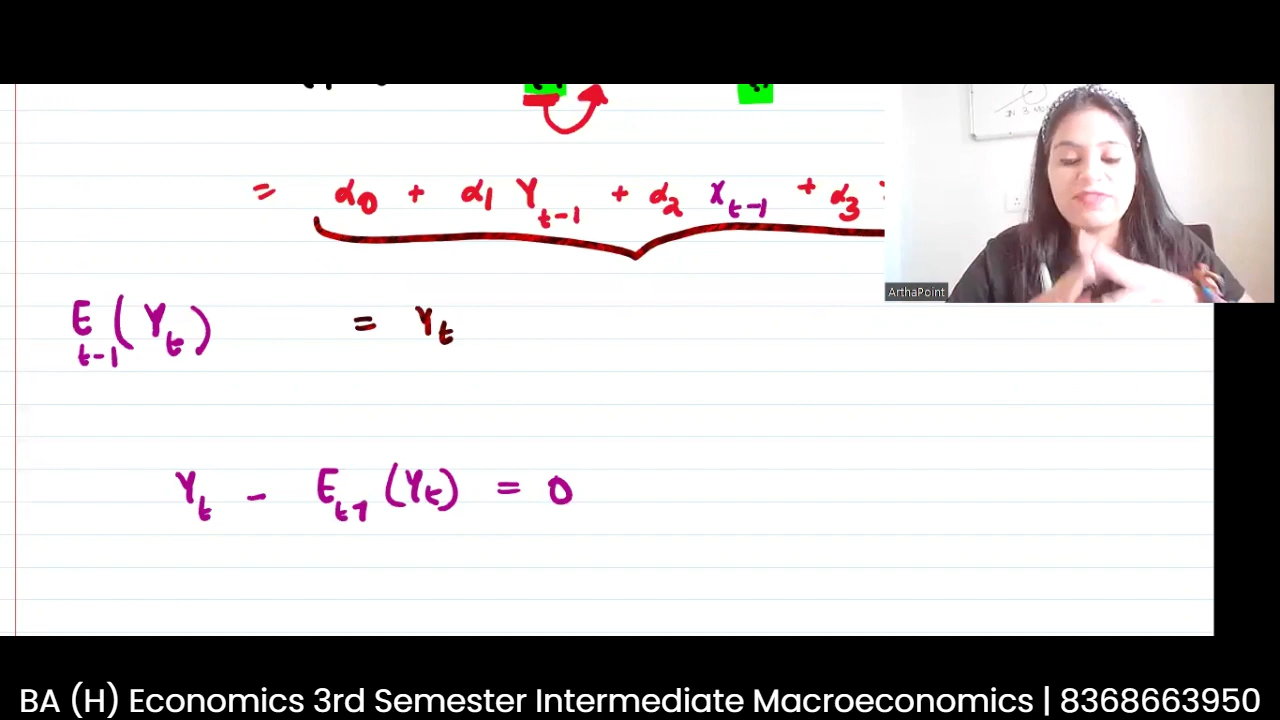 = α0 + α1 Yt-1 + α2 Xt-1 + α3
ArthaPoint
Et-1 (Yt) = Yt
Yt - Et-1 (Yt) = 0
BA (H) Economics 3rd Semester Intermediate Macroeconomics | 8368663950